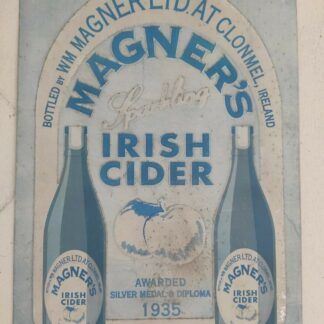 BOTTLED BY WM MAGNER LTD. AT CLONMEL, IRELAND
MAGNER'S
Sparkling
IRISH
CIDER
AWARDED
SILVER MEDAL & DIPLOMA
1935
MAGNER'S
IRISH
CIDER
MAGNER'S
IRISH
CIDER